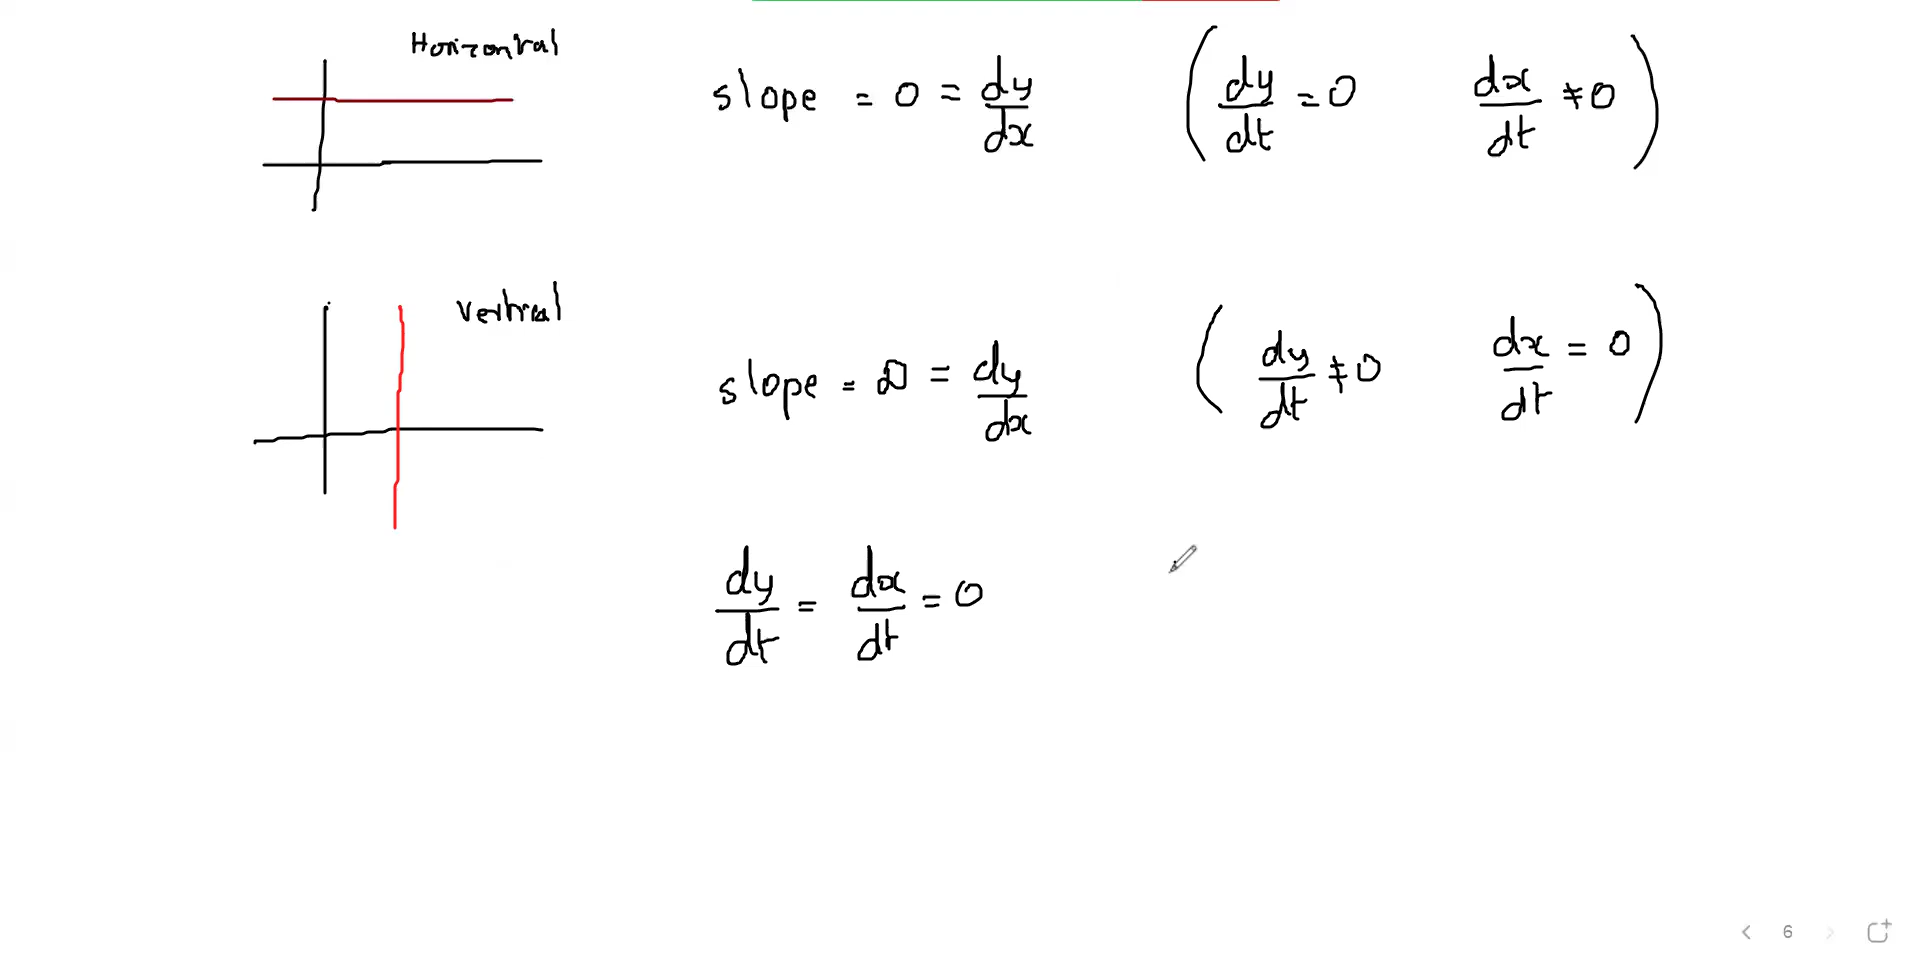 Horizontal
slope = 0 = dy/dx (dy/dt = 0 dx/dt ≠ 0)
Vertical
slope = ∞ = dy/dx (dy/dt ≠ 0 dx/dt = 0)
dy/dt = dx/dt = 0
6